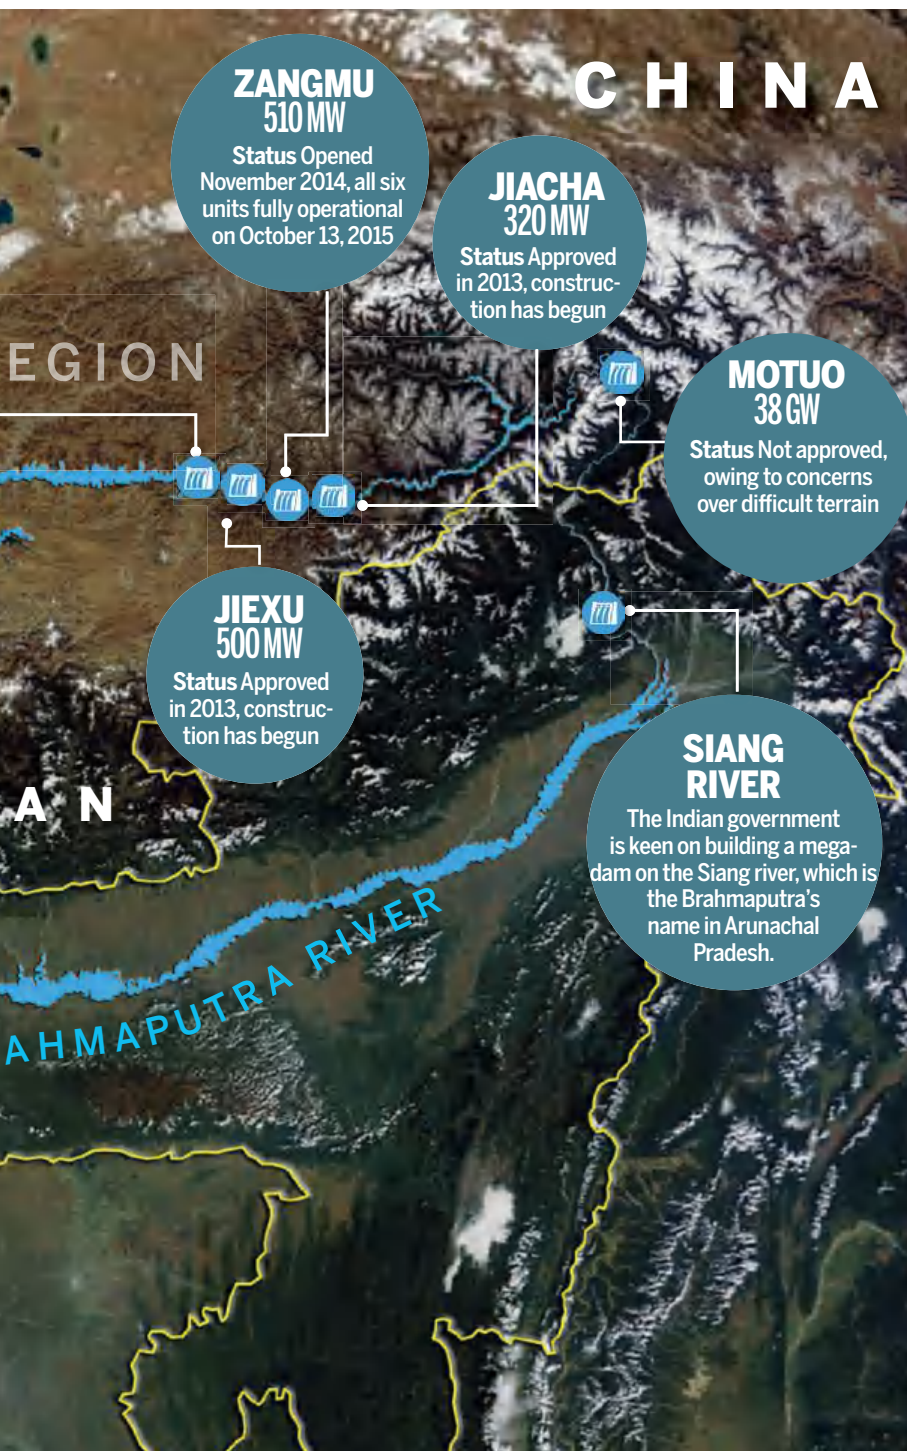 CHINA
ZANGMU
510 MW
Status Opened
November 2014, all six
units fully operational
on October 13, 2015
JIACHA
320 MW
Status Approved
in 2013, construc-
tion has begun
EGION
MOTUO
38 GW
Status Not approved,
owing to concerns
over difficult terrain
JIEXU
500 MW
Status Approved
in 2013, construc-
tion has begun
SIANG
RIVER
The Indian government
is keen on building a mega-
dam on the Siang river, which is
the Brahmaputra's
name in Arunachal
Pradesh.
AN
AHMAPUTRA RIVER